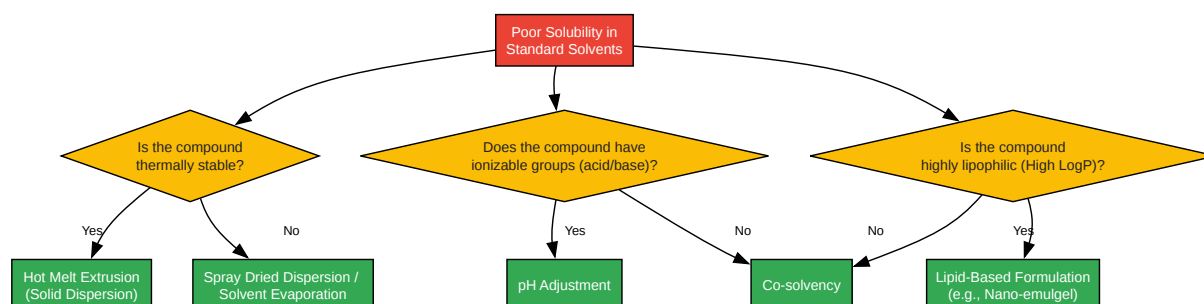 Poor Solubility in
Standard Solvents
Is the compound
thermally stable?
Does the compound have
ionizable groups (acid/base)?
Is the compound
highly lipophilic (High LogP)?
Yes
No
Yes
No
No
Yes
Hot Melt Extrusion
(Solid Dispersion)
Spray Dried Dispersion /
Solvent Evaporation
pH Adjustment
Co-solvency
Lipid-Based Formulation
(e.g., Nano-emulgel)